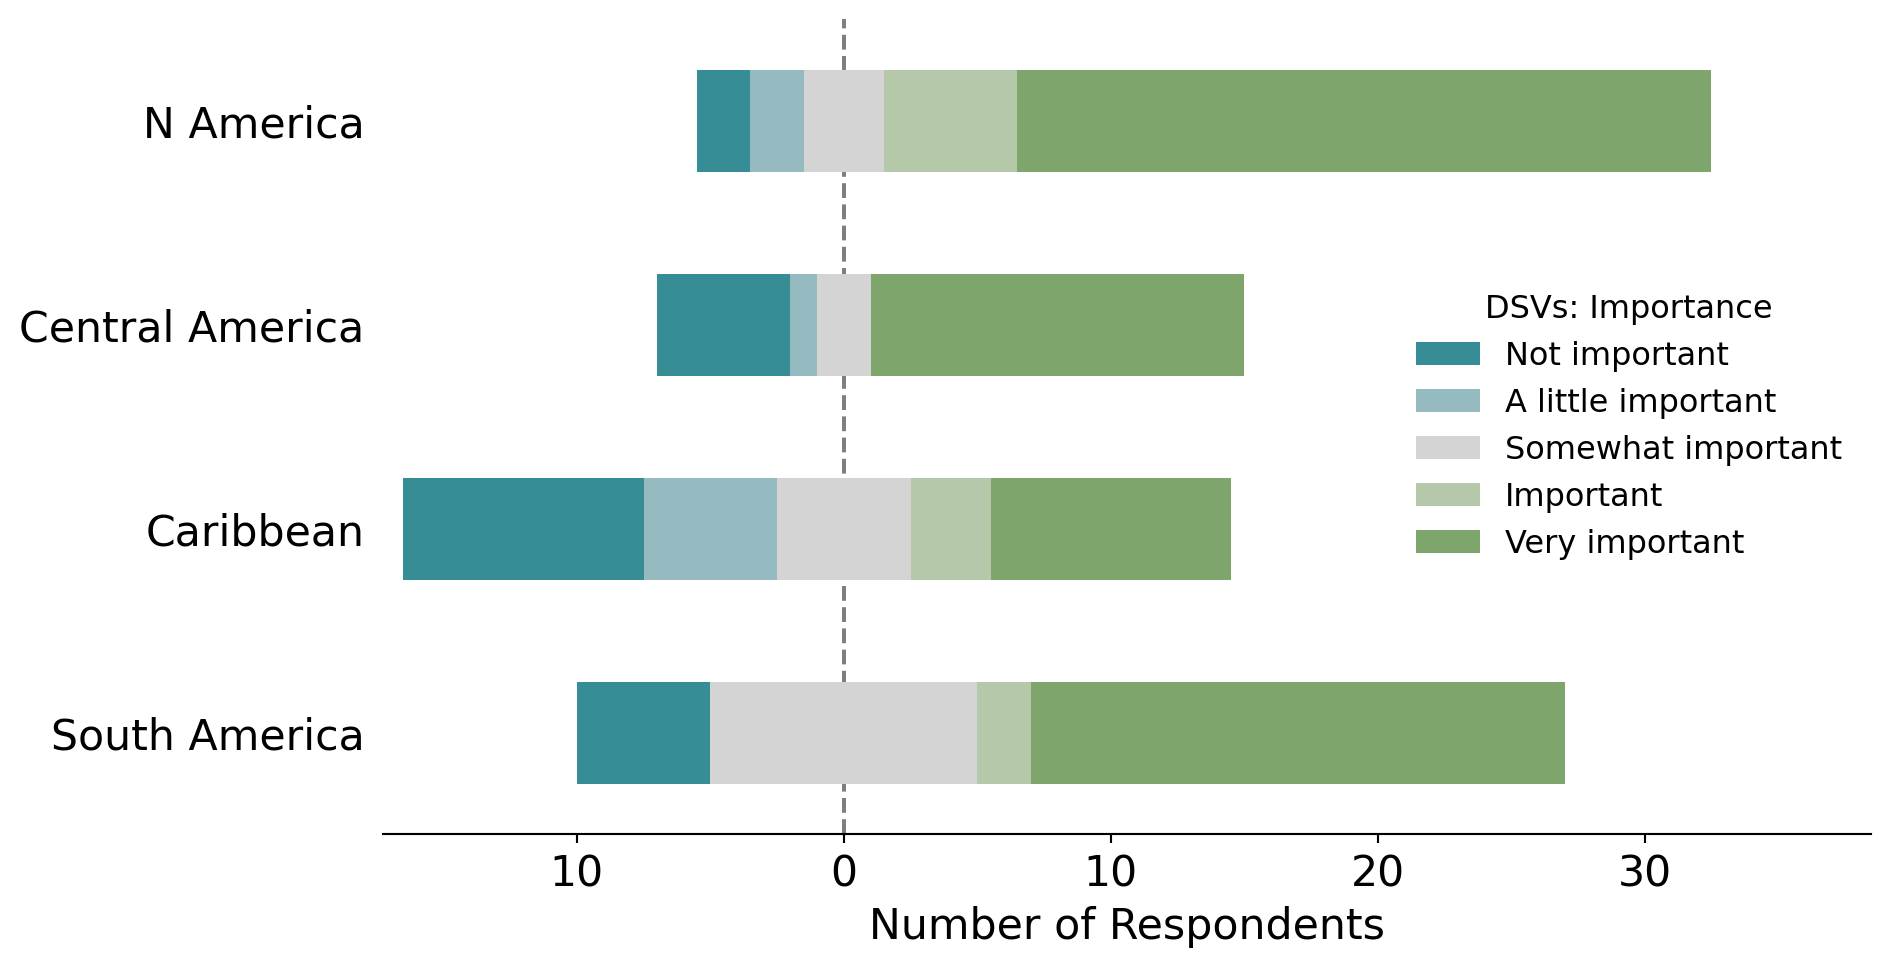 N America
Central America
Caribbean
South America
DSVs: Importance
Not important
A little important
Somewhat important
Important
Very important
10 0 10 20 30
Number of Respondents